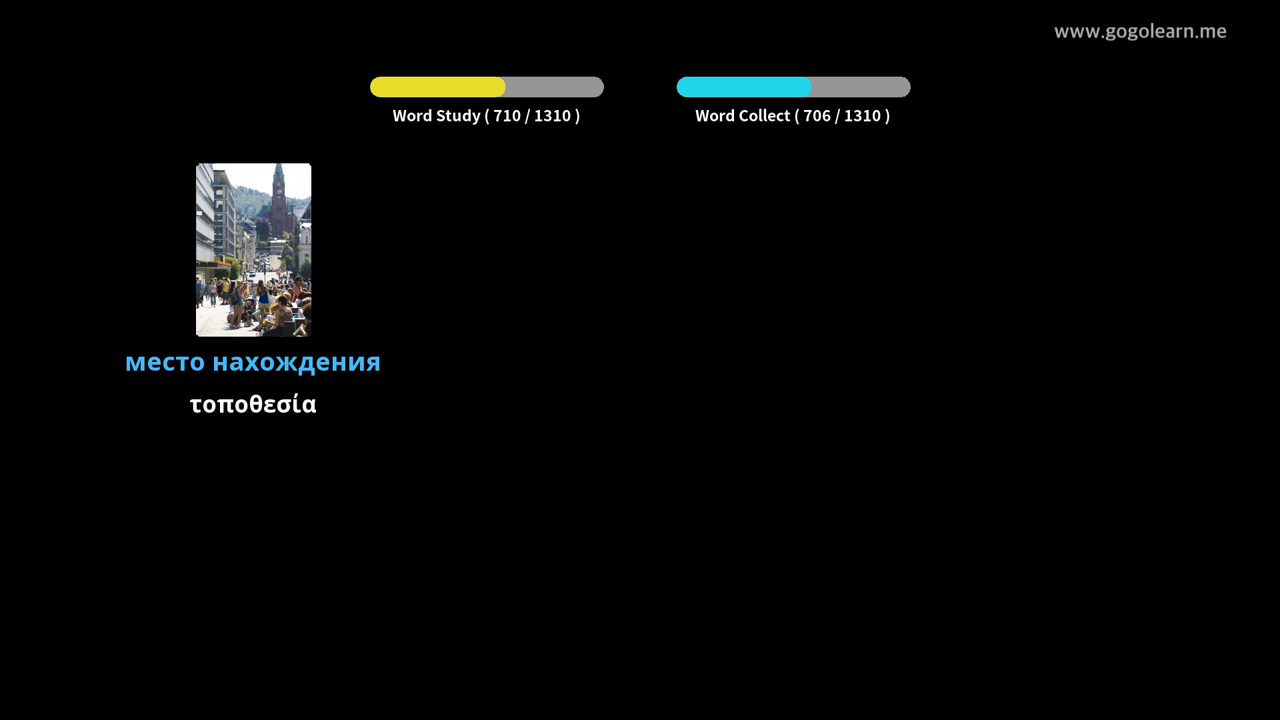 www.gogolearn.me
Word Study ( 710 / 1310 )
Word Collect ( 706 / 1310 )
место нахождения
τοποθεσία